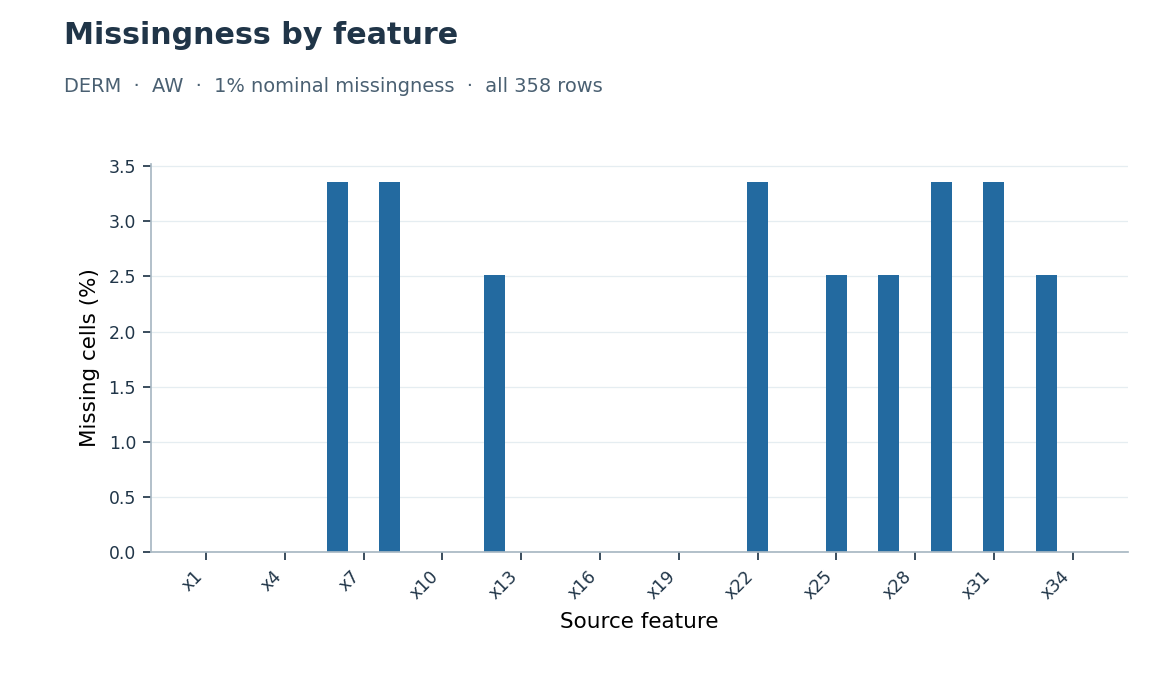 Missingness by feature
DERM · AW · 1% nominal missingness · all 358 rows
3.5
3.0
2.5
2.0
1.5
1.0
0.5
0.0
Missing cells (%)
x1 x4 x7 x10 x13 x16 x19 x22 x25 x28 x31 x34
Source feature